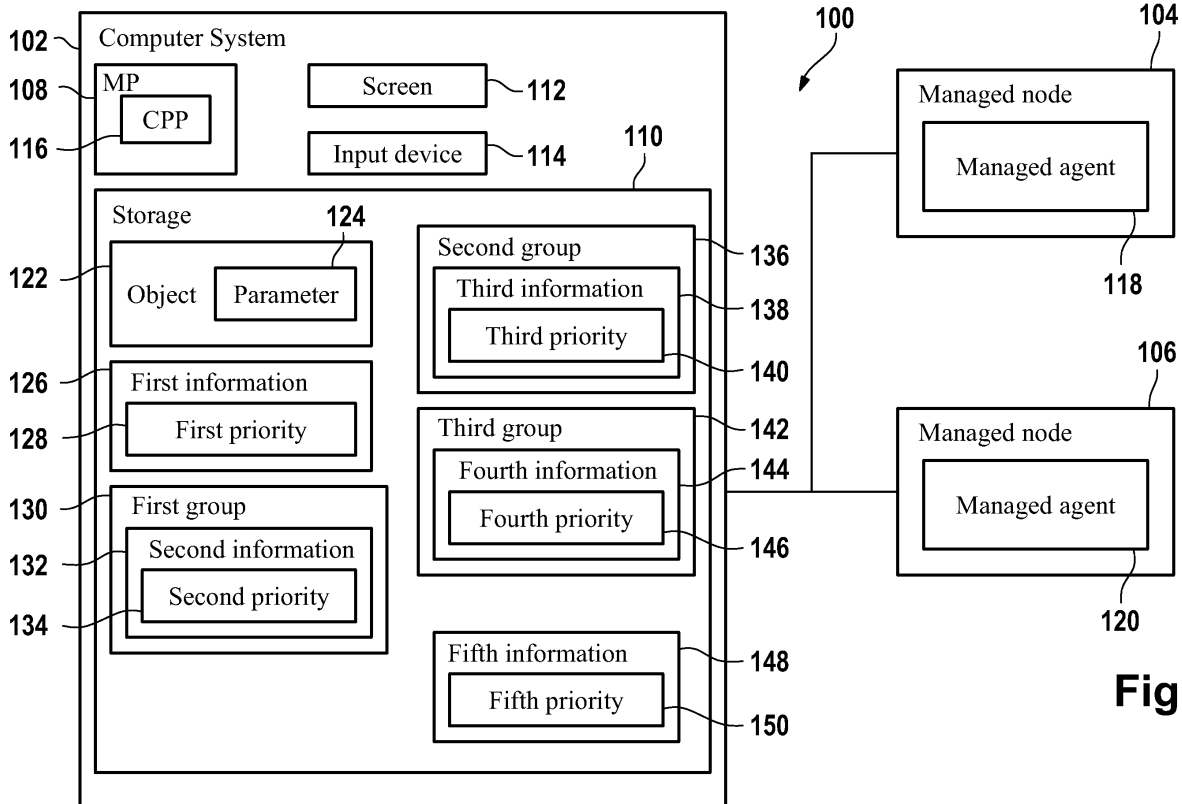 100
104
102
Computer System
108
MP
116
CPP
Screen
112
Input device
114
110
Storage
124
122
Object
Parameter
126
First information
128
First priority
130
First group
132
Second information
134
Second priority
Second group
136
Third information
138
Third priority
140
Third group
142
Fourth information
144
Fourth priority
146
Fifth information
148
Fifth priority
150
Managed node
Managed agent
118
106
Managed node
Managed agent
120
Fig